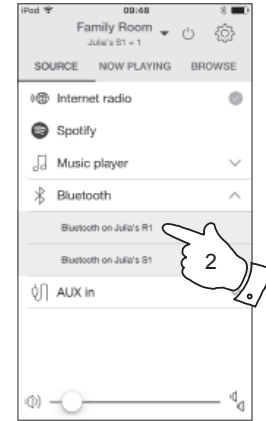 iPod 09:48
Family Room
Julia's S1 + 1
SOURCE NOW PLAYING BROWSE
Internet radio
Spotify
Music player
Bluetooth
Bluetooth on Julia's R1
Bluetooth on Julia's S1
2
AUX in